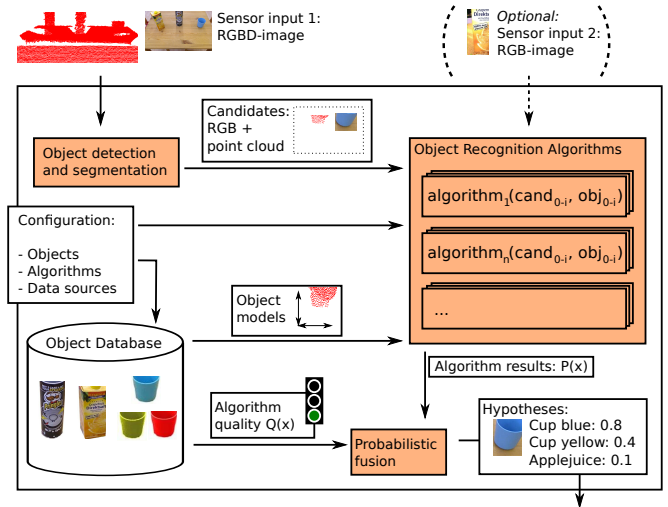 Sensor input 1:
RGBD-image
Optional:
Sensor input 2:
RGB-image
Candidates:
RGB +
point cloud
Object detection
and segmentation
Object Recognition Algorithms
algorithm₁(cand₀₋ᵢ, obj₀₋ᵢ)
algorithmₙ(cand₀₋ᵢ, obj₀₋ᵢ)
...
Configuration:
- Objects
- Algorithms
- Data sources
Object
models
Object Database
Algorithm results: P(x)
Algorithm
quality Q(x)
Probabilistic
fusion
Hypotheses:
Cup blue: 0.8
Cup yellow: 0.4
Applejuice: 0.1